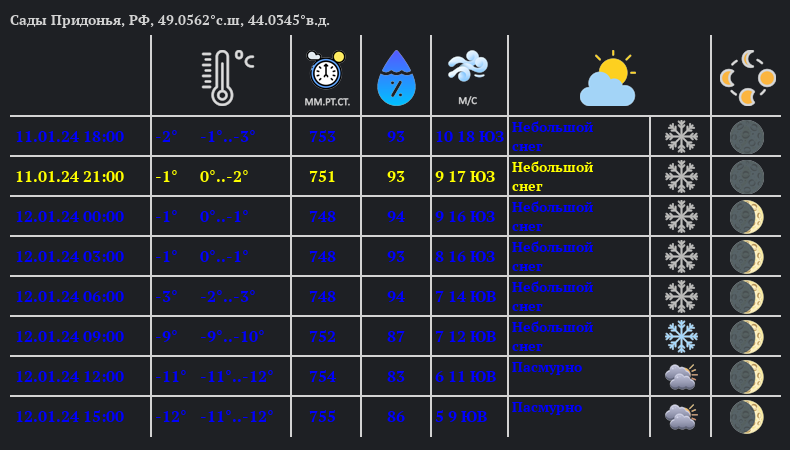 Сады Придонья, РФ, 49.0562°с.ш, 44.0345°в.д.
°C
ММ.РТ.СТ.
%
М/С
11.01.24 18:00 2° 1°.. 3° 753 93 10 18 ЮВ Небольшой
снег
11.01.24 21:00 -1° 0°..-2° 751 93 9 17 ЮЗ Небольшой
снег
12.01.24 00:00 1° 0°.. 1° 748 94 9 16 ЮЗ Небольшой
снег
12.01.24 03:00 1° 0°.. 1° 748 93 8 16 ЮЗ Небольшой
снег
12.01.24 06:00 3° 2°.. 3° 748 94 7 14 ЮВ Небольшой
снег
12.01.24 09:00 9° 9°.. 10° 752 87 7 12 ЮВ Небольшой
снег
12.01.24 12:00 11° 11°.. 12° 754 83 6 11 ЮВ Пасмурно
12.01.24 15:00 12° 11°.. 12° 755 86 5 9 ЮВ Пасмурно